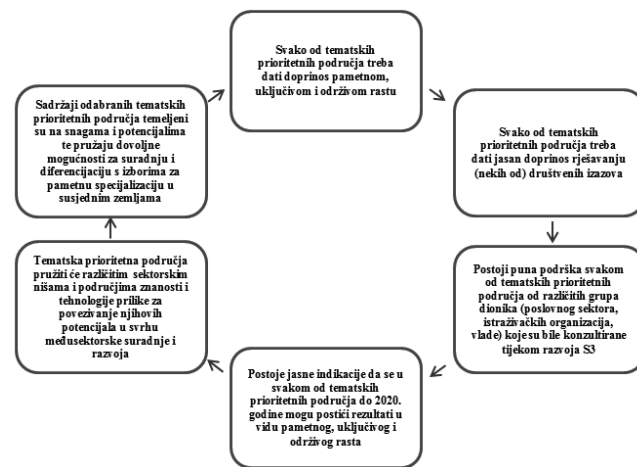 Svako od tematskih
prioritetnih područja treba
dati doprinos pametnom,
uključivom i održivom rastu
Svako od tematskih
prioritetnih područja treba
dati jasan doprinos rješavanju
(nekih od) društvenih izazova
Postoji puna podrška svakom
od tematskih prioritetnih
područja od različitih grupa
dionika (poslovnog sektora,
istraživačkih organizacija,
vlade) koje su bile konzultirane
tijekom razvoja S3
Postoje jasne indikacije da se u
svakom od tematskih
prioritetnih područja do 2020.
godine mogu postići rezultati u
vidu pametnog, uključivog i
održivog rasta
Tematska prioritetna područja
pružiti će različitim sektorskim
nišama i područjima znanosti i
tehnologije prilike za
povezivanje njihovih
potencijala u svrhu
međusektorske suradnje i
razvoja
Sadržaji odabranih tematskih
prioritetnih područja temeljeni
su na snagama i potencijalima
te pružaju dovoljne
mogućnosti za suradnju i
diferencijaciju s izborima za
pametnu specijalizaciju u
susjednim zemljama